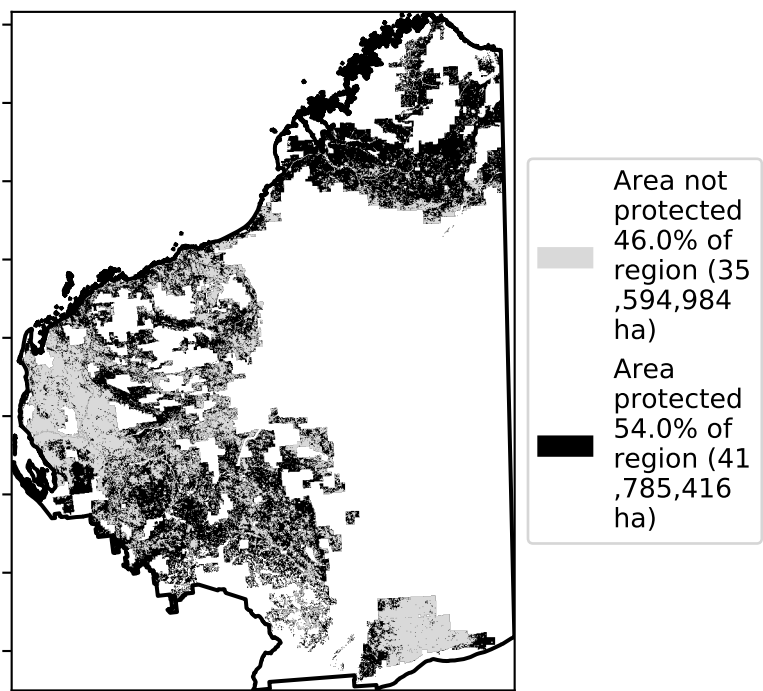 Area not
protected
46.0% of
region (35
,594,984
ha)
Area
protected
54.0% of
region (41
,785,416
ha)